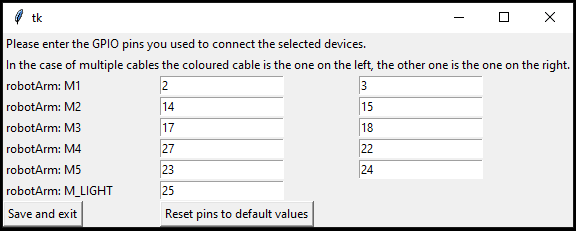 tk
Please enter the GPIO pins you used to connect the selected devices.
In the case of multiple cables the coloured cable is the one on the left, the other one is the one on the right.
robotArm: M1 2 3
robotArm: M2 14 15
robotArm: M3 17 18
robotArm: M4 27 22
robotArm: M5 23 24
robotArm: M_LIGHT 25
Save and exit Reset pins to default values